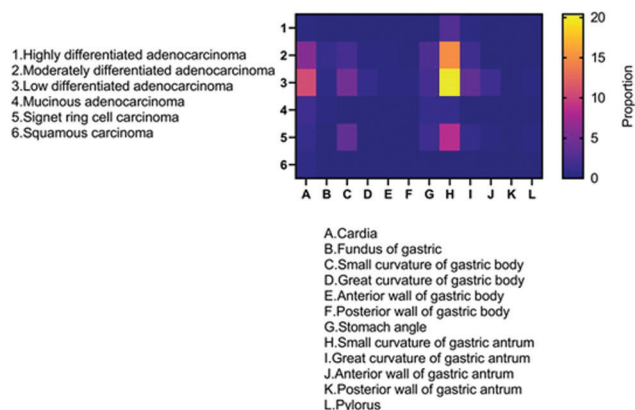 1.Highly differentiated adenocarcinoma
2.Moderately differentiated adenocarcinoma
3.Low differentiated adenocarcinoma
4.Mucinous adenocarcinoma
5.Signet ring cell carcinoma
6.Squamous carcinoma
1
2
3
4
5
6
A B C D E F G H I J K L
20
15
10
5
0
Proportion
A.Cardia
B.Fundus of gastric
C.Small curvature of gastric body
D.Great curvature of gastric body
E.Anterior wall of gastric body
F.Posterior wall of gastric body
G.Stomach angle
H.Small curvature of gastric antrum
I.Great curvature of gastric antrum
J.Anterior wall of gastric antrum
K.Posterior wall of gastric antrum
L.Pylorus